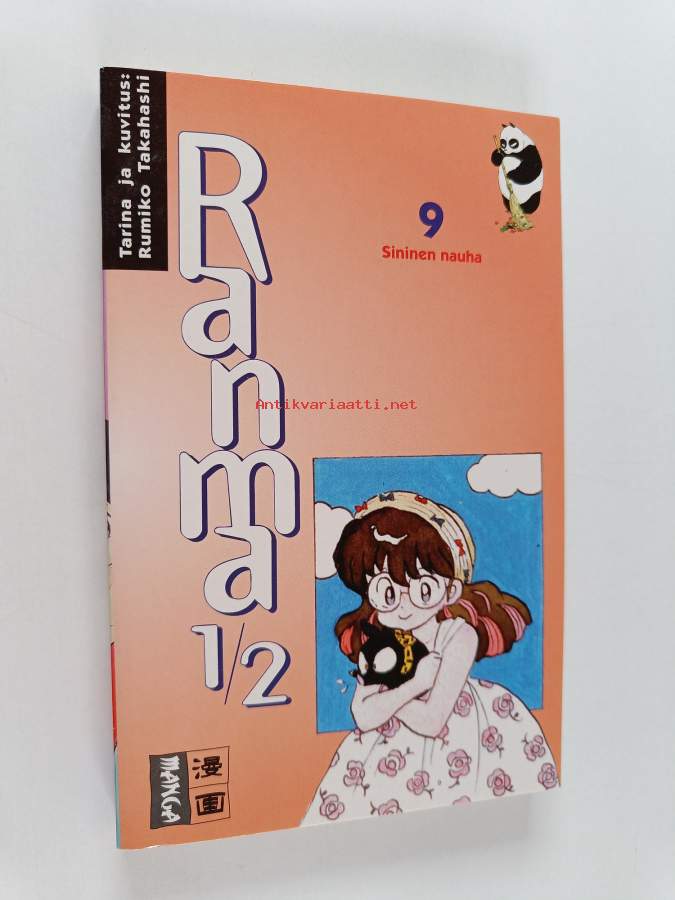 Tarina ja kuvitus:
Rumiko Takahashi
Ranma
1/2
9
Sininen nauha
Antikvariaatti.net
漫画
MANGA